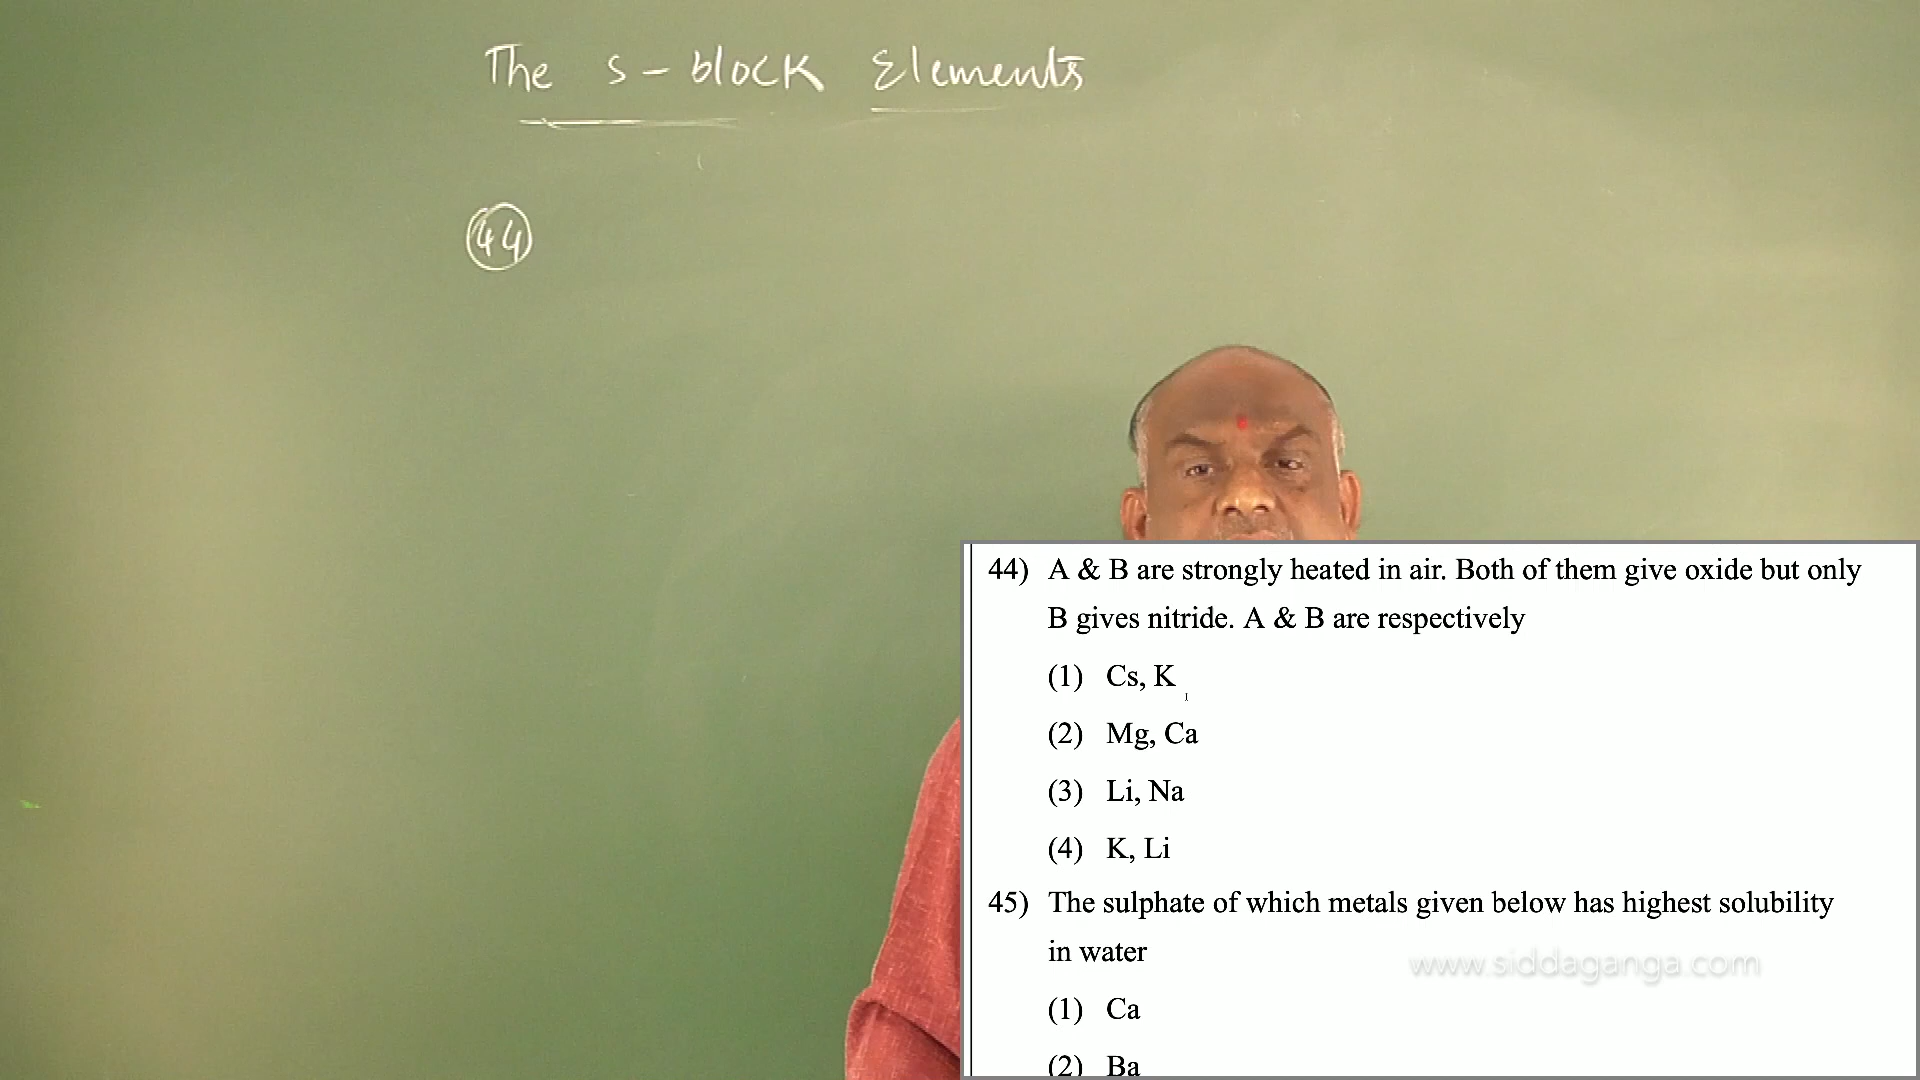 The s-block Elements
44
44) A & B are strongly heated in air. Both of them give oxide but only
B gives nitride. A & B are respectively
(1) Cs, K
(2) Mg, Ca
(3) Li, Na
(4) K, Li
45) The sulphate of which metals given below has highest solubility
in water
www.siddaganga.com
(1) Ca
(2) Ba